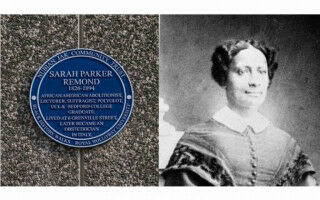 NUBIAN JAK COMMUNITY TRUST
SARAH PARKER
REMOND
1826-1894
AFRICAN AMERICAN ABOLITIONIST,
LECTURER, SUFFRAGIST, POLYGLOT,
UCL & BEDFORD COLLEGE
GRADUATE,
LIVED AT 6 GRENVILLE STREET,
LATER BECAME AN
OBSTETRICIAN
IN ITALY.